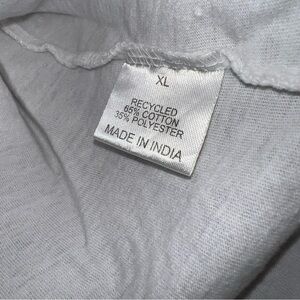 XL
RECYCLED
65% COTTON
35% POLYESTER
MADE IN INDIA